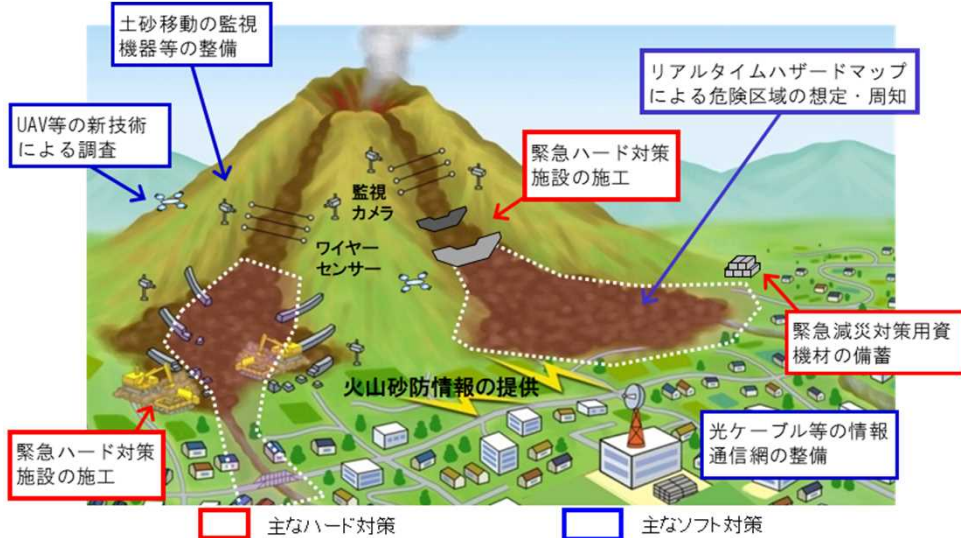 土砂移動の監視
機器等の整備
UAV等の新技術
による調査
リアルタイムハザードマップ
による危険区域の想定・周知
緊急ハード対策
施設の施工
監視
カメラ
ワイヤー
センサー
緊急減災対策用資
機材の備蓄
火山砂防情報の提供
緊急ハード対策
施設の施工
光ケーブル等の情報
通信網の整備
主なハード対策
主なソフト対策